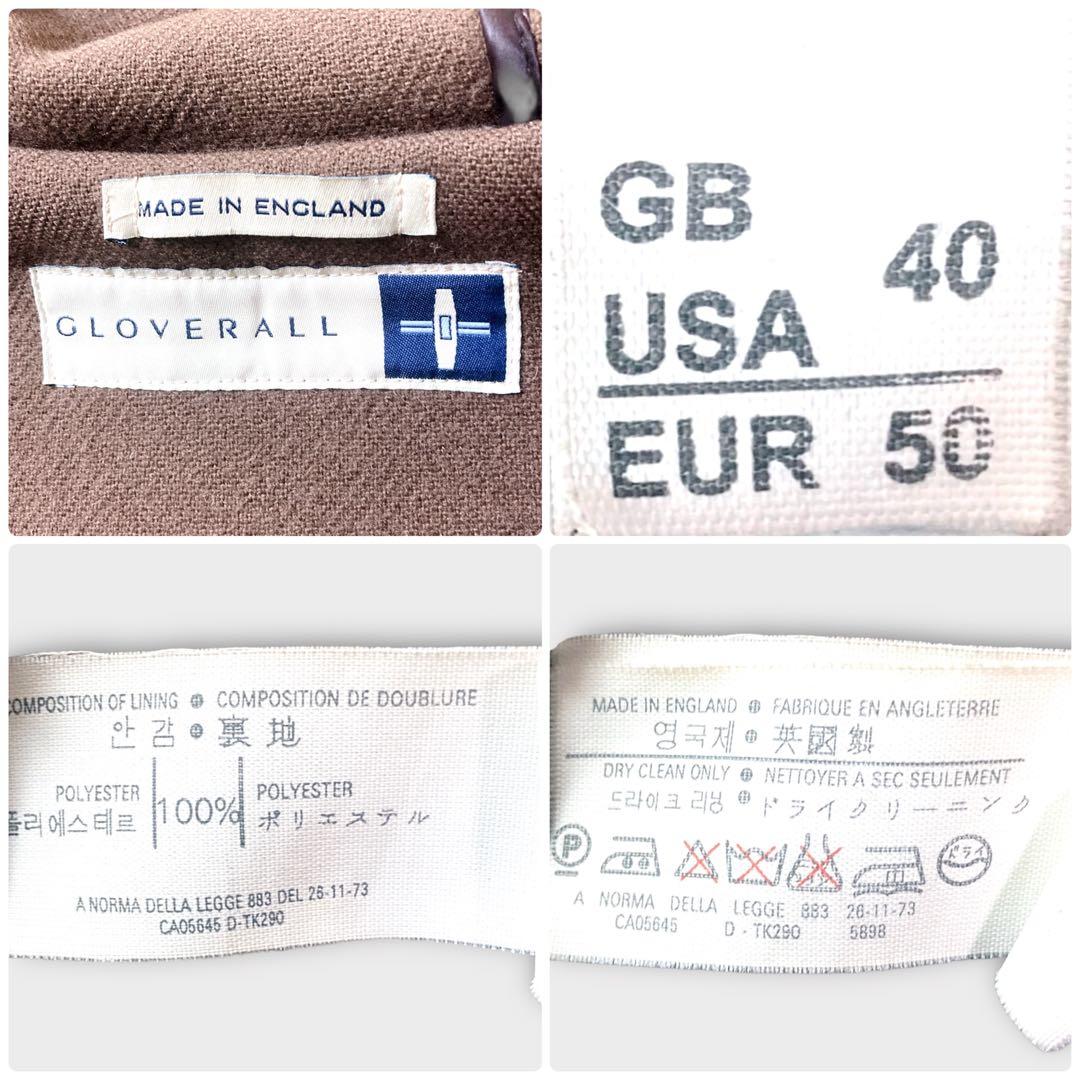 MADE IN ENGLAND
GLOVERALL
GB
USA 40
EUR 50
COMPOSITION OF LINING COMPOSITION DE DOUBLURE
안감 裏地
POLYESTER 100% POLYESTER
폴리에스테르 ポリエステル
A NORMA DELLA LEGGE 883 DEL 26-11-73
CA05645 D-TK290
MADE IN ENGLAND FABRIQUE EN ANGLETERRE
영국제 英國製
DRY CLEAN ONLY NETTOYER A SEC SEULEMENT
드라이크리닝 ドライクリーニング
P ドライ
A NORMA DELLA LEGGE 883 26-11-73
CA05645 D-TK290 5898